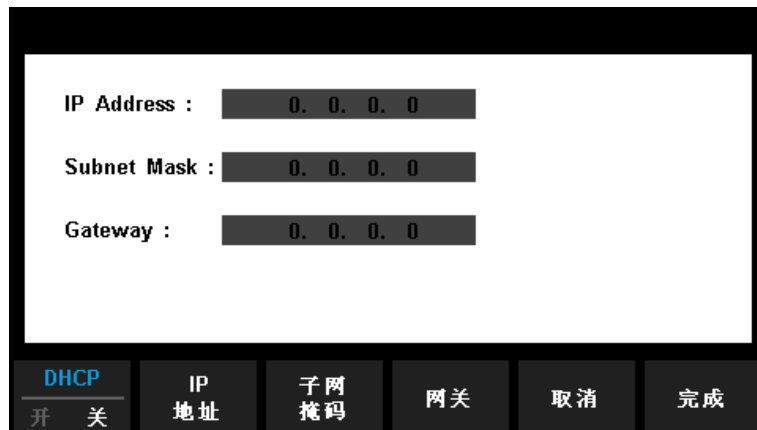 IP Address : 0. 0. 0. 0
Subnet Mask : 0. 0. 0. 0
Gateway : 0. 0. 0. 0
DHCP
开 关
IP
地址
子网
掩码
网关
取消
完成